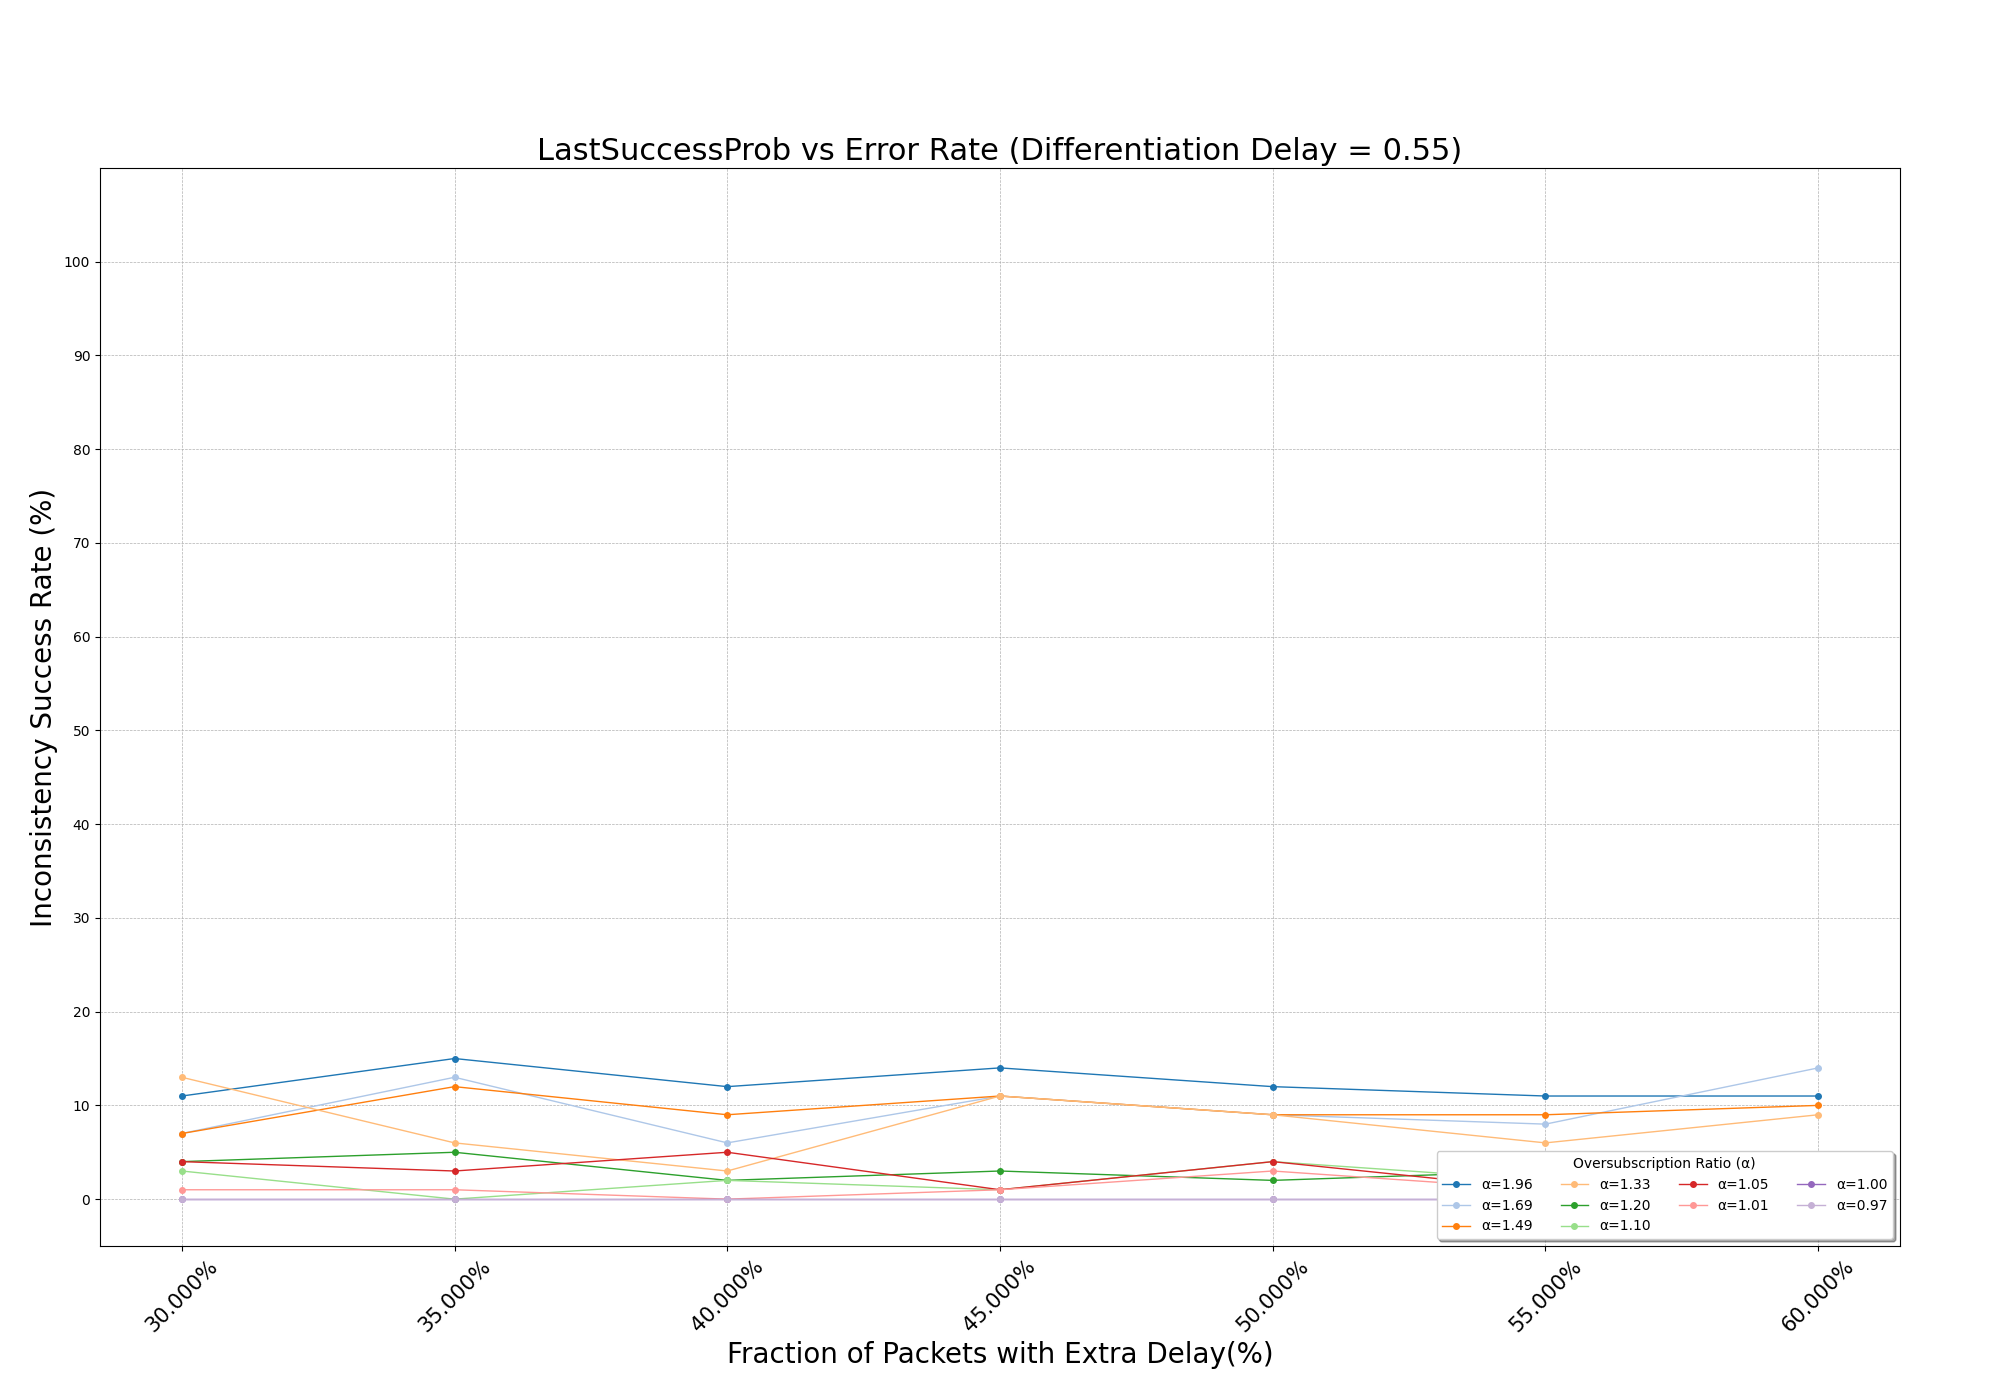 LastSuccessProb vs Error Rate (Differentiation Delay = 0.55)
Inconsistency Success Rate (%)
100
90
80
70
60
50
40
30
20
10
0
Oversubscription Ratio (α)
α=1.96
α=1.69
α=1.49
α=1.33
α=1.20
α=1.10
α=1.05
α=1.01
α=1.00
α=0.97
30.000%
35.000%
40.000%
45.000%
50.000%
55.000%
60.000%
Fraction of Packets with Extra Delay(%)